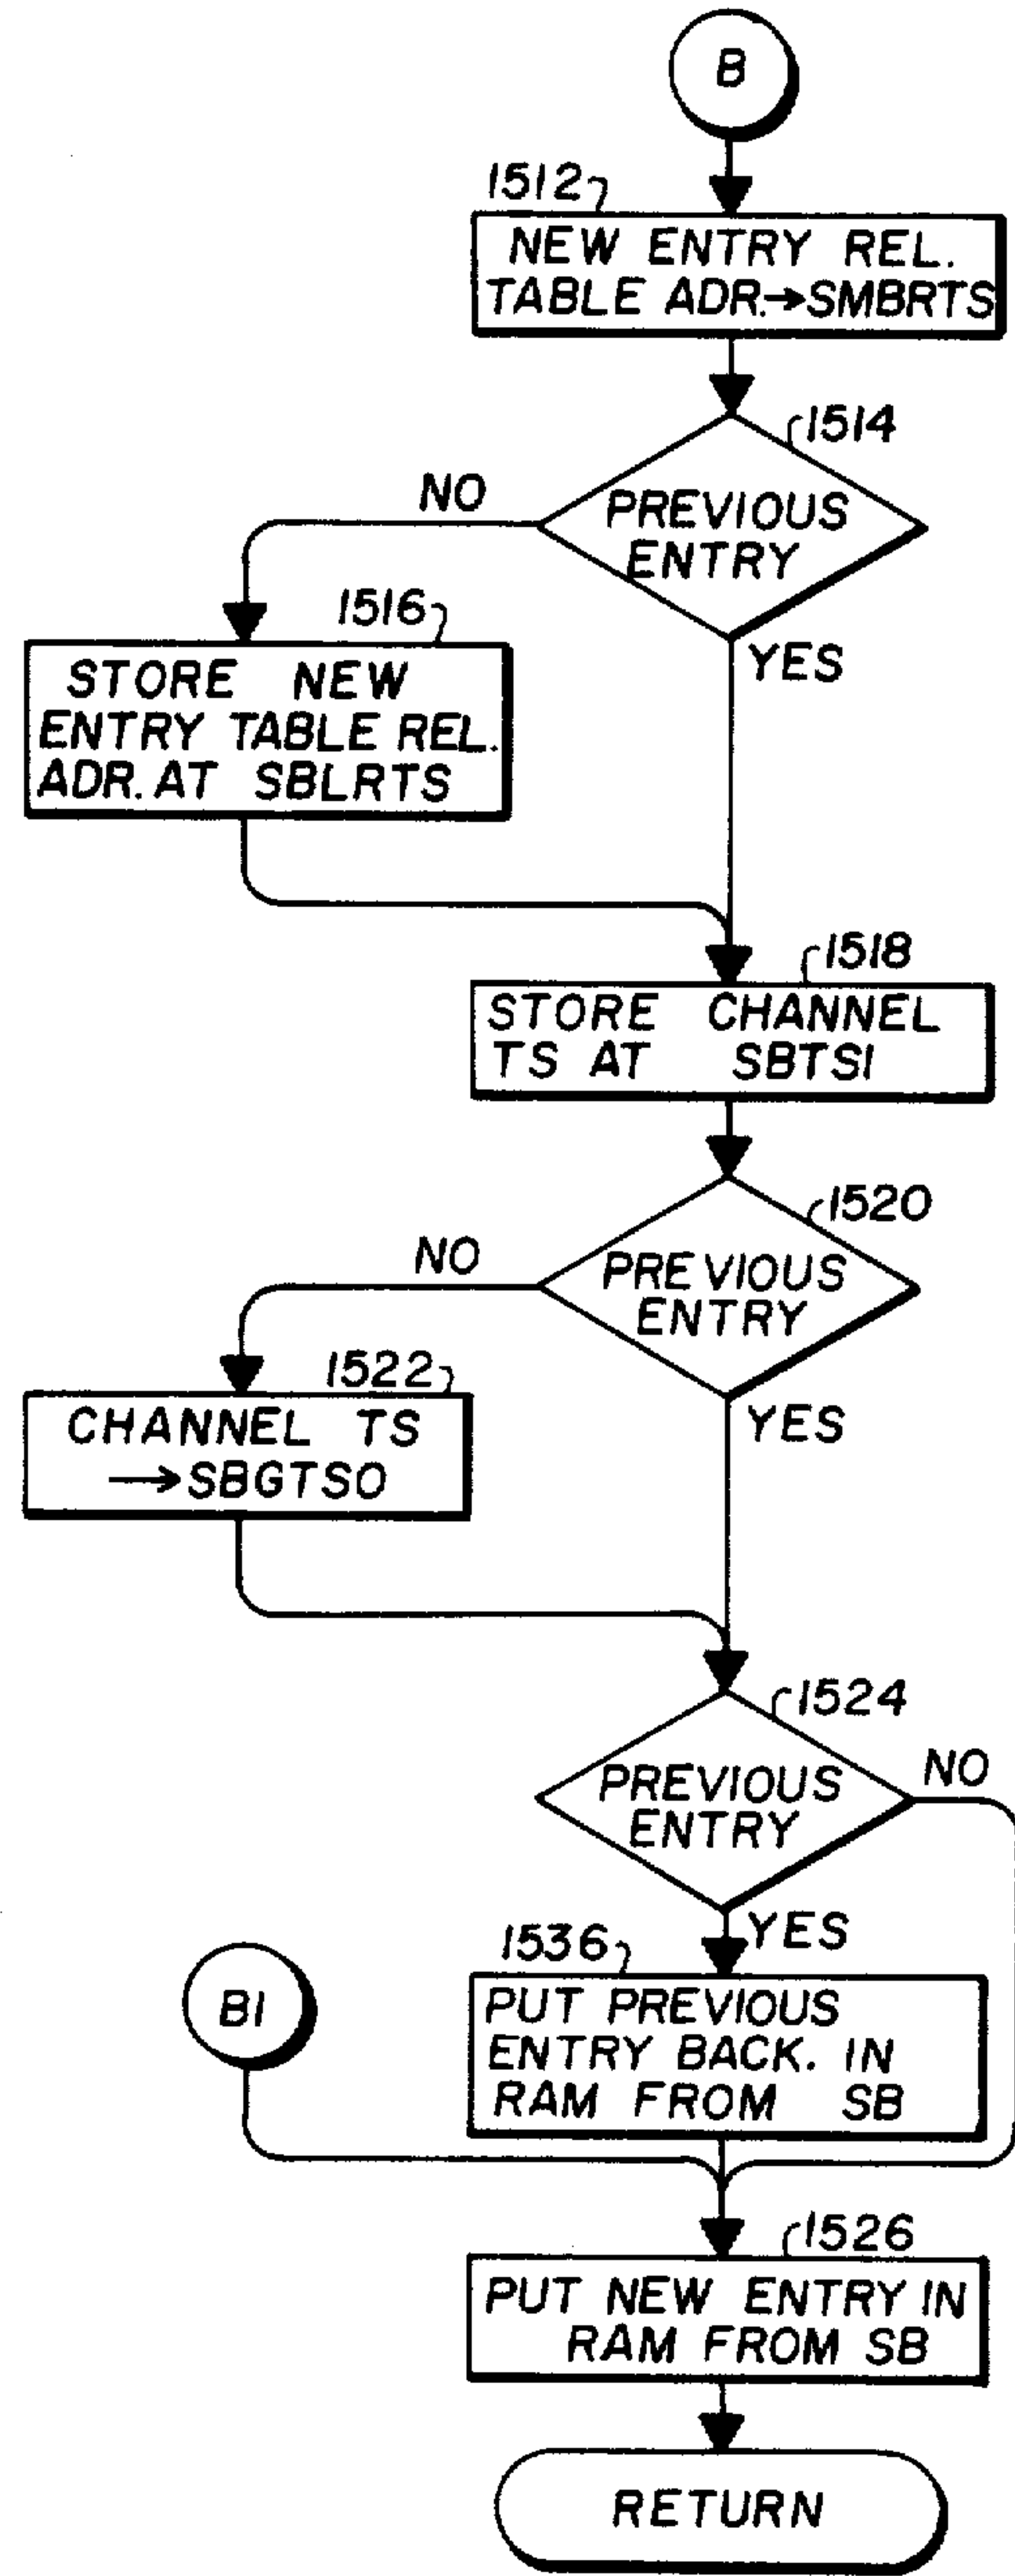 B
1512
NEW ENTRY REL.
TABLE ADR.→SMBRTS
1514
NO
PREVIOUS
ENTRY
YES
1516
STORE NEW
ENTRY TABLE REL.
ADR. AT SBLRTS
1518
STORE CHANNEL
TS AT SBTS1
1520
NO
PREVIOUS
ENTRY
YES
1522
CHANNEL TS
→SBGTSO
1524
NO
PREVIOUS
ENTRY
YES
1536
B1
PUT PREVIOUS
ENTRY BACK. IN
RAM FROM SB
1526
PUT NEW ENTRY IN
RAM FROM SB
RETURN